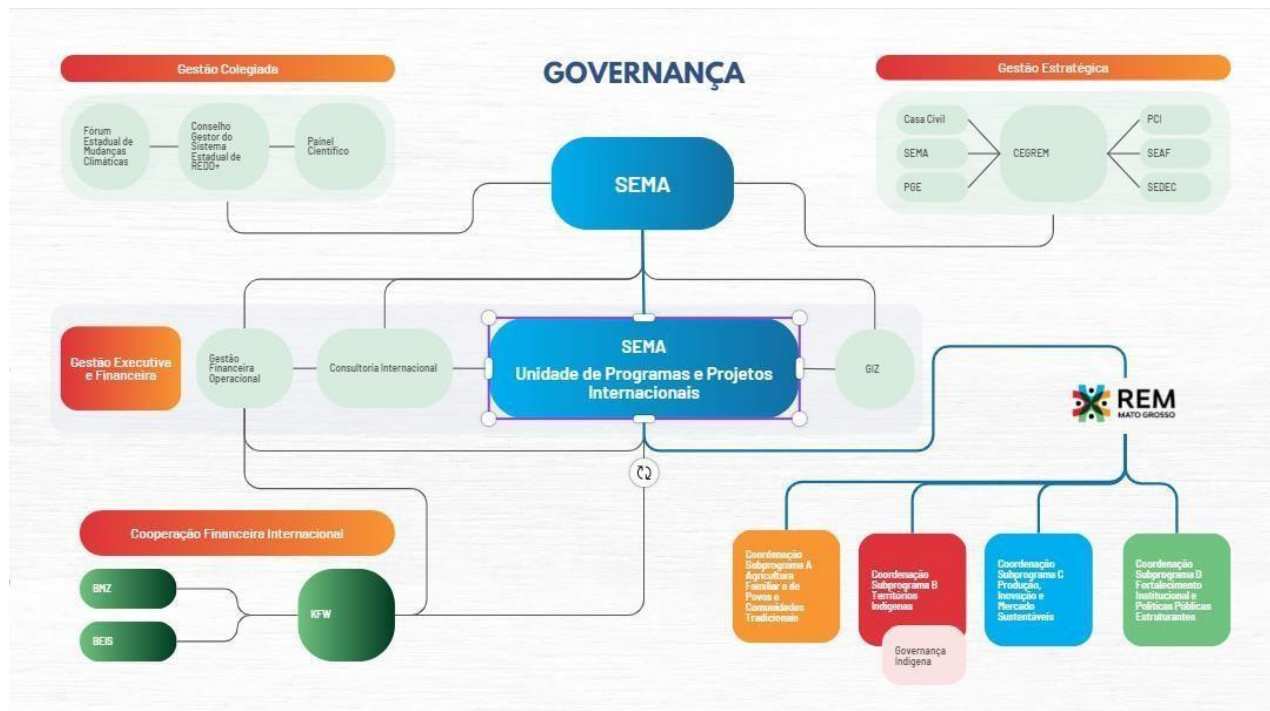 GOVERNANÇA
Gestão Colegiada
Fórum
Estadual de
Mudanças
Climáticas
Conselho
Gestor do
Sistema
Estadual de
REDD+
Painel
Científico
Gestão Estratégica
Casa Civil
SEMA
PGE
CEGREM
PCI
SEAF
SEDEC
SEMA
Gestão Executiva
e Financeira
Gestão
Financeira
Operacional
Consultoria Internacional
SEMA
Unidade de Programas e Projetos
Internacionais
GIZ
REM
MATO GROSSO
Cooperação Financeira Internacional
BMZ
BEIS
KFW
Coordenação
Subprograma A
Agricultura
Familiar e de
Povos e
Comunidades
Tradicionais
Coordenação
Subprograma B
Territórios
Indígenas
Governança
Indígena
Coordenação
Subprograma C
Produção,
Inovação e
Mercado
Sustentáveis
Coordenação
Subprograma D
Fortalecimento
Institucional e
Políticas Públicas
Estruturantes